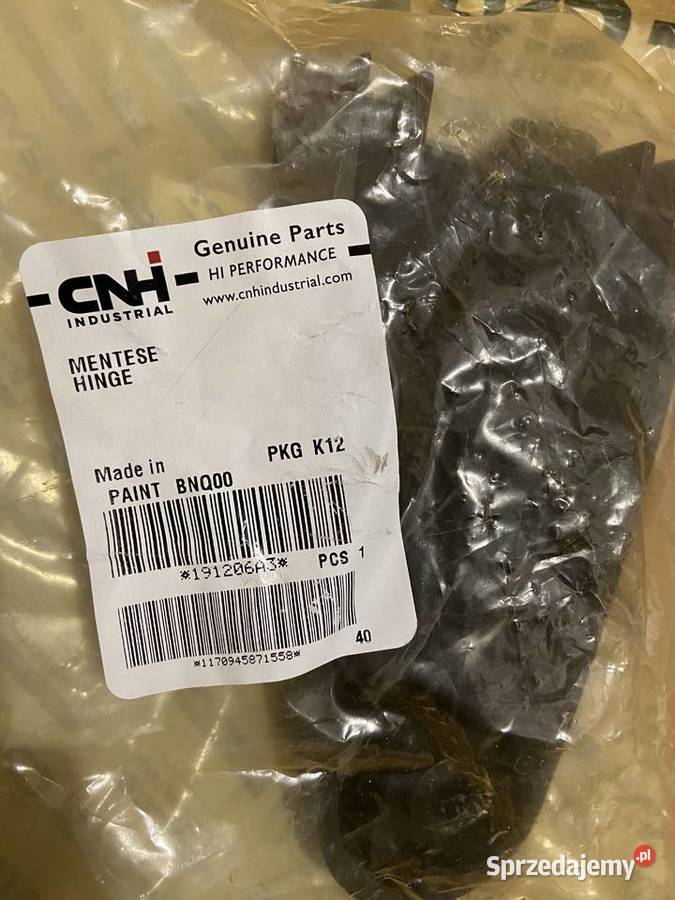 Genuine Parts
HI PERFORMANCE
www.cnhindustrial.com
CNH
INDUSTRIAL
MENTESE
HINGE
PKG K12
Made in
PAINT BNQ00
*191206A3*
PCS 1
*1170945871558*
40
Sprzedajemy.pl